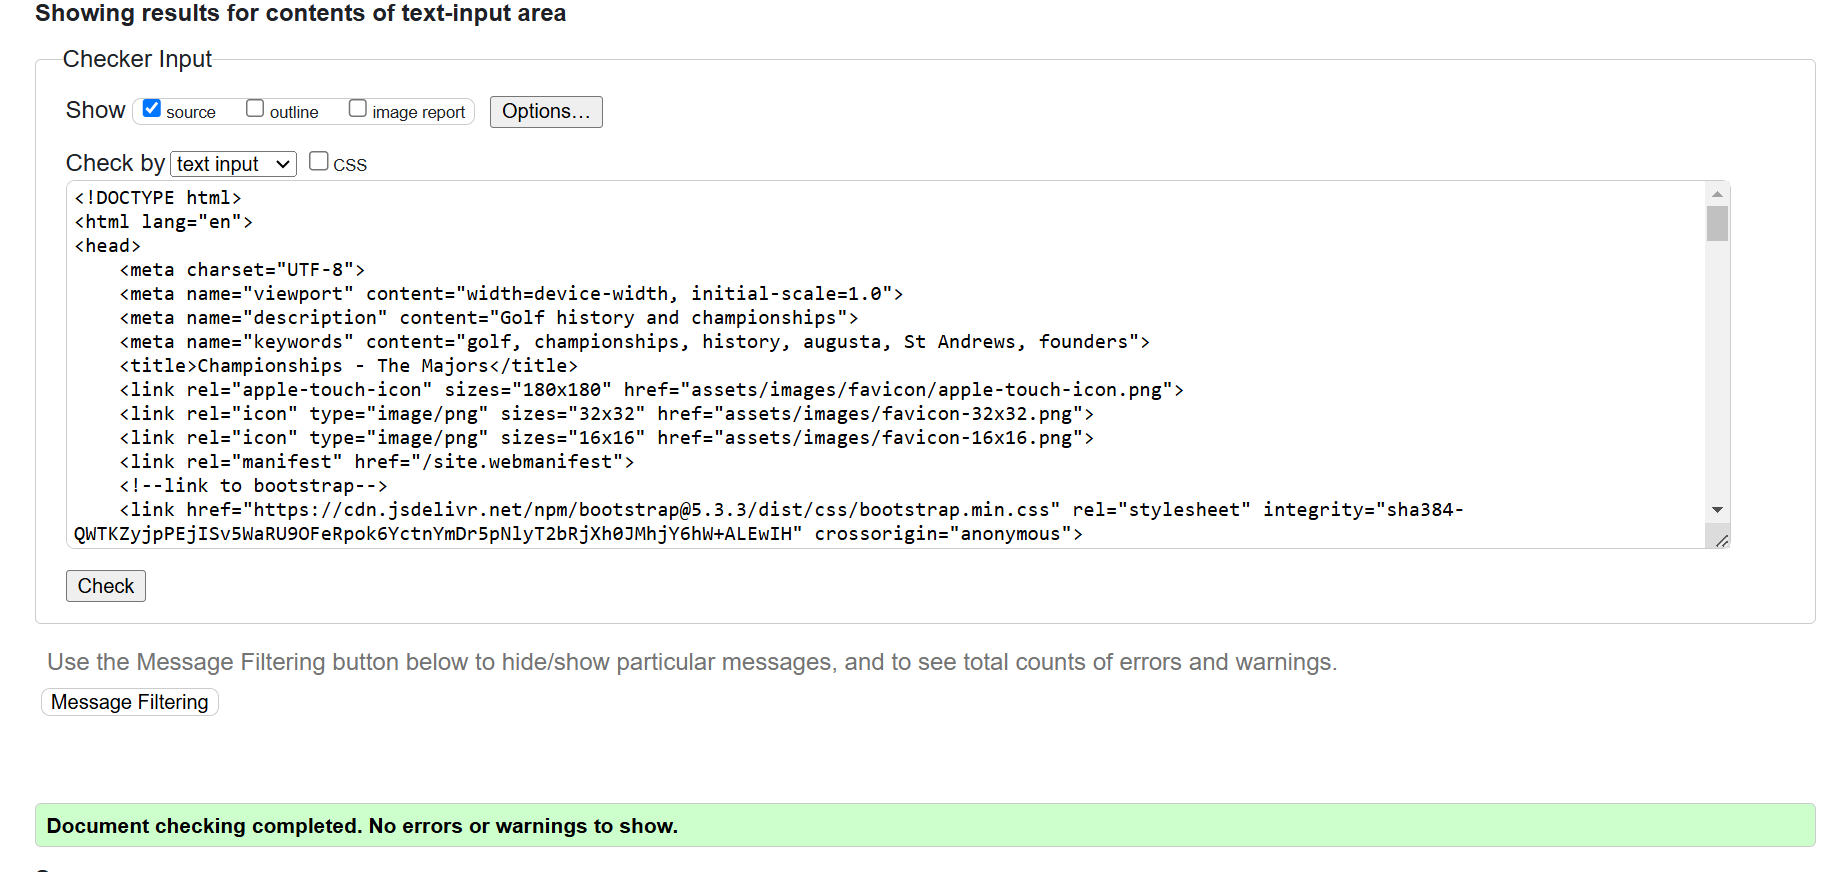 Showing results for contents of text-input area
Checker Input
Show source outline image report Options…
Check by text input CSS
<!DOCTYPE html>
<html lang="en">
<head>
    <meta charset="UTF-8">
    <meta name="viewport" content="width=device-width, initial-scale=1.0">
    <meta name="description" content="Golf history and championships">
    <meta name="keywords" content="golf, championships, history, augusta, St Andrews, founders">
    <title>Championships - The Majors</title>
    <link rel="apple-touch-icon" sizes="180x180" href="assets/images/favicon/apple-touch-icon.png">
    <link rel="icon" type="image/png" sizes="32x32" href="assets/images/favicon-32x32.png">
    <link rel="icon" type="image/png" sizes="16x16" href="assets/images/favicon-16x16.png">
    <link rel="manifest" href="/site.webmanifest">
    <!--link to bootstrap-->
    <link href="https://cdn.jsdelivr.net/npm/bootstrap@5.3.3/dist/css/bootstrap.min.css" rel="stylesheet" integrity="sha384-
QWTKZyjpPEjISv5WaRU9OFeRpok6YctnYmDr5pNlyT2bRjXh0JMhjY6hW+ALEwIH" crossorigin="anonymous">
Check
Use the Message Filtering button below to hide/show particular messages, and to see total counts of errors and warnings.
Message Filtering
Document checking completed. No errors or warnings to show.